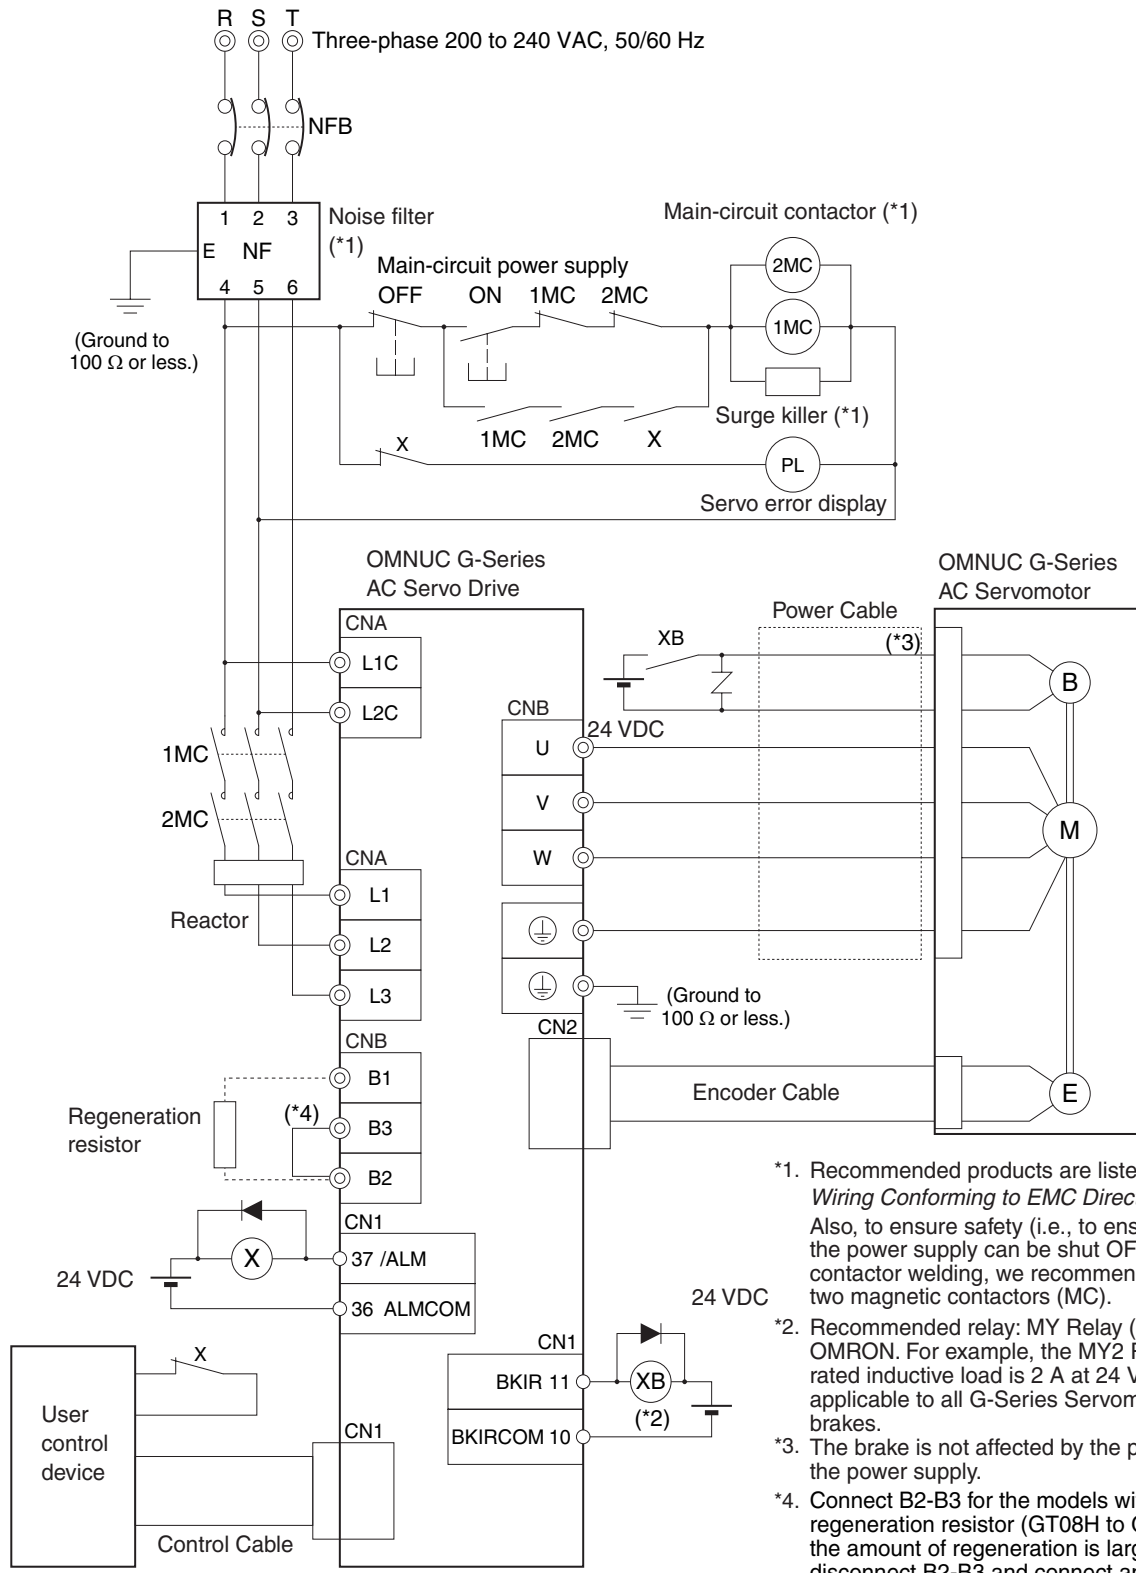 R S T
Three-phase 200 to 240 VAC, 50/60 Hz
NFB
1 2 3
E NF
4 5 6
Noise filter
(*1)
(Ground to
100 Ω or less.)
Main-circuit contactor (*1)
Main-circuit power supply
OFF ON 1MC 2MC
2MC
1MC
Surge killer (*1)
1MC 2MC X
X
PL
Servo error display
OMNUC G-Series
AC Servo Drive
OMNUC G-Series
AC Servomotor
CNA
L1C
L2C
1MC
2MC
Reactor
CNA
L1
L2
L3
Power Cable
XB
(*3)
24 VDC
B
CNB
U
V
W
M
(Ground to
100 Ω or less.)
CN2
Encoder Cable
E
CNB
B1
B3
B2
(*4)
Regeneration
resistor
CN1
37 /ALM
36 ALMCOM
X
24 VDC
24 VDC
CN1
BKIR 11
BKIRCOM 10
XB
(*2)
X
User
control
device
CN1
Control Cable
*1. Recommended products are liste
Wiring Conforming to EMC Direc
Also, to ensure safety (i.e., to ens
the power supply can be shut OF
contactor welding, we recommen
two magnetic contactors (MC).
*2. Recommended relay: MY Relay (
OMRON. For example, the MY2
rated inductive load is 2 A at 24 V
applicable to all G-Series Servom
brakes.
*3. The brake is not affected by the p
the power supply.
*4. Connect B2-B3 for the models wi
regeneration resistor (GT08H to
the amount of regeneration is larg
disconnect B2-B3 and connect a